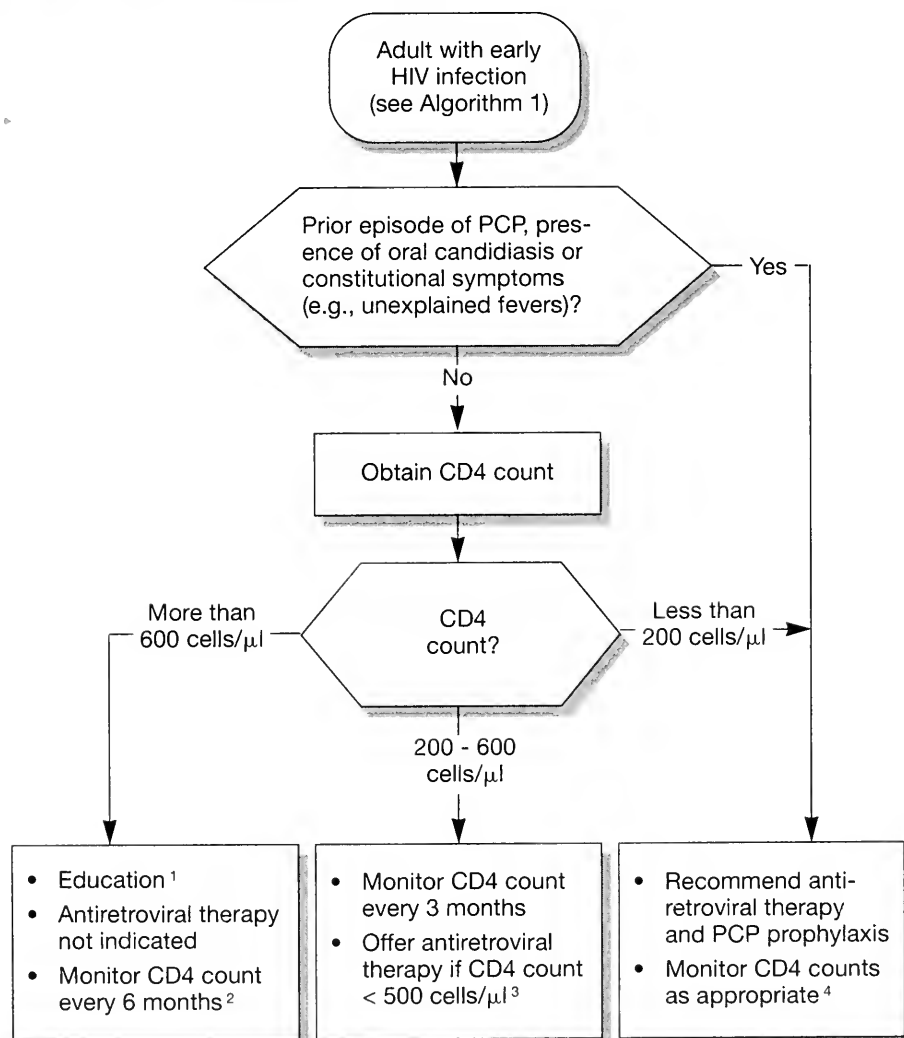 Adult with early
HIV infection
(see Algorithm 1)
Prior episode of PCP, pres-
ence of oral candidiasis or
constitutional symptoms
(e.g., unexplained fevers)?
Yes
No
Obtain CD4 count
More than
600 cells/µl
CD4
count?
Less than
200 cells/µl
200 - 600
cells/µl
• Education ¹
• Antiretroviral therapy
not indicated
• Monitor CD4 count
every 6 months ²
• Monitor CD4 count
every 3 months
• Offer antiretroviral
therapy if CD4 count
< 500 cells/µl ³
• Recommend anti-
retroviral therapy
and PCP prophylaxis
• Monitor CD4 counts
as appropriate ⁴